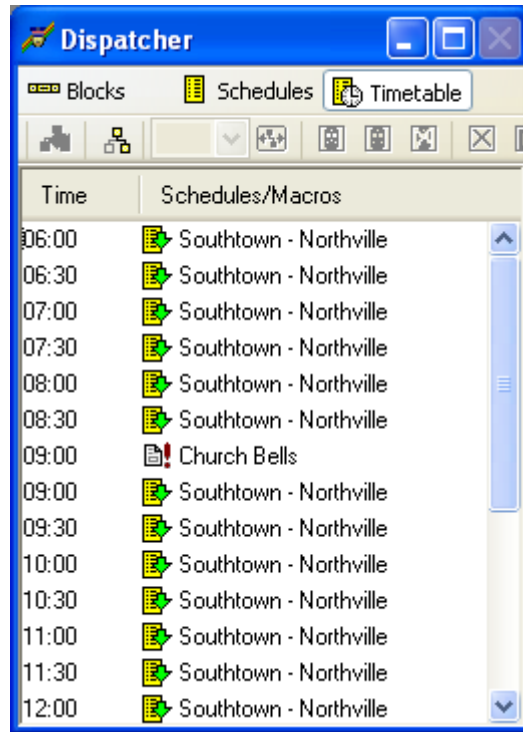 Dispatcher
Blocks Schedules Timetable
Time Schedules/Macros
06:00 Southtown - Northville
06:30 Southtown - Northville
07:00 Southtown - Northville
07:30 Southtown - Northville
08:00 Southtown - Northville
08:30 Southtown - Northville
09:00 Church Bells
09:00 Southtown - Northville
09:30 Southtown - Northville
10:00 Southtown - Northville
10:30 Southtown - Northville
11:00 Southtown - Northville
11:30 Southtown - Northville
12:00 Southtown - Northville